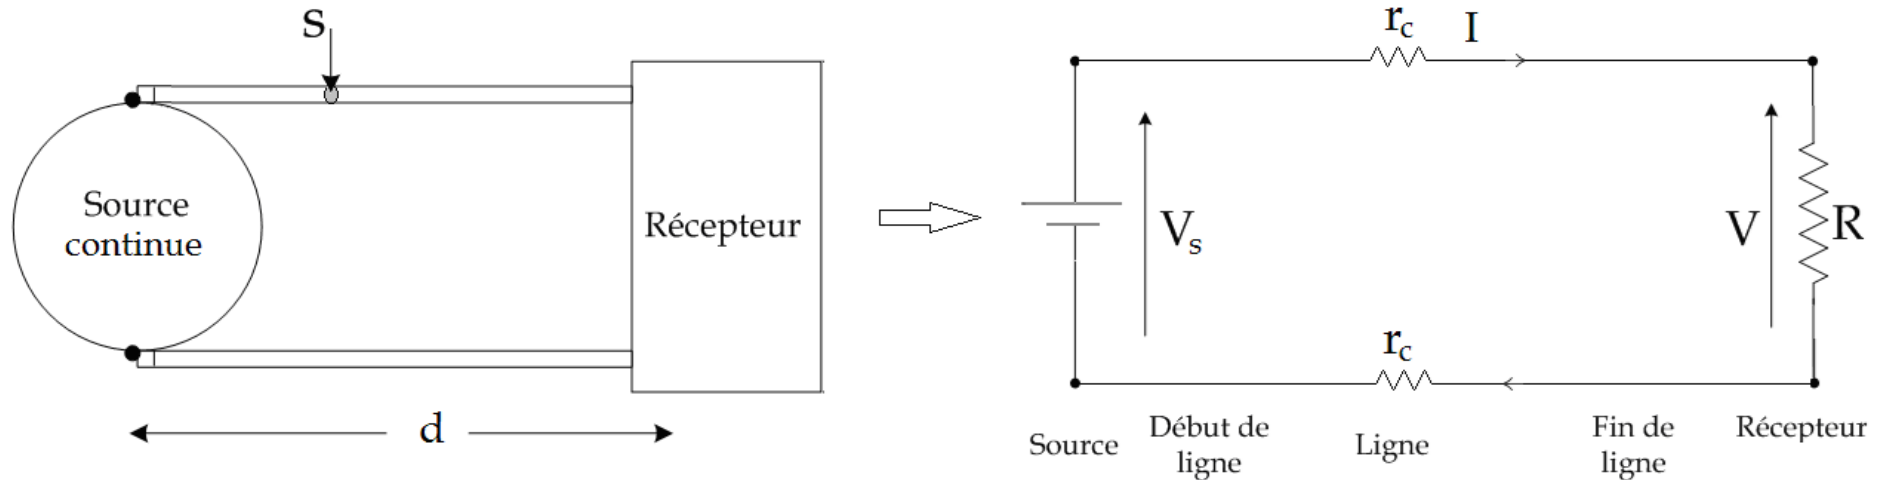 s
Source
continue
Récepteur
d
r_c
I
V_s
V
R
r_c
Source
Début de
ligne
Ligne
Fin de
ligne
Récepteur